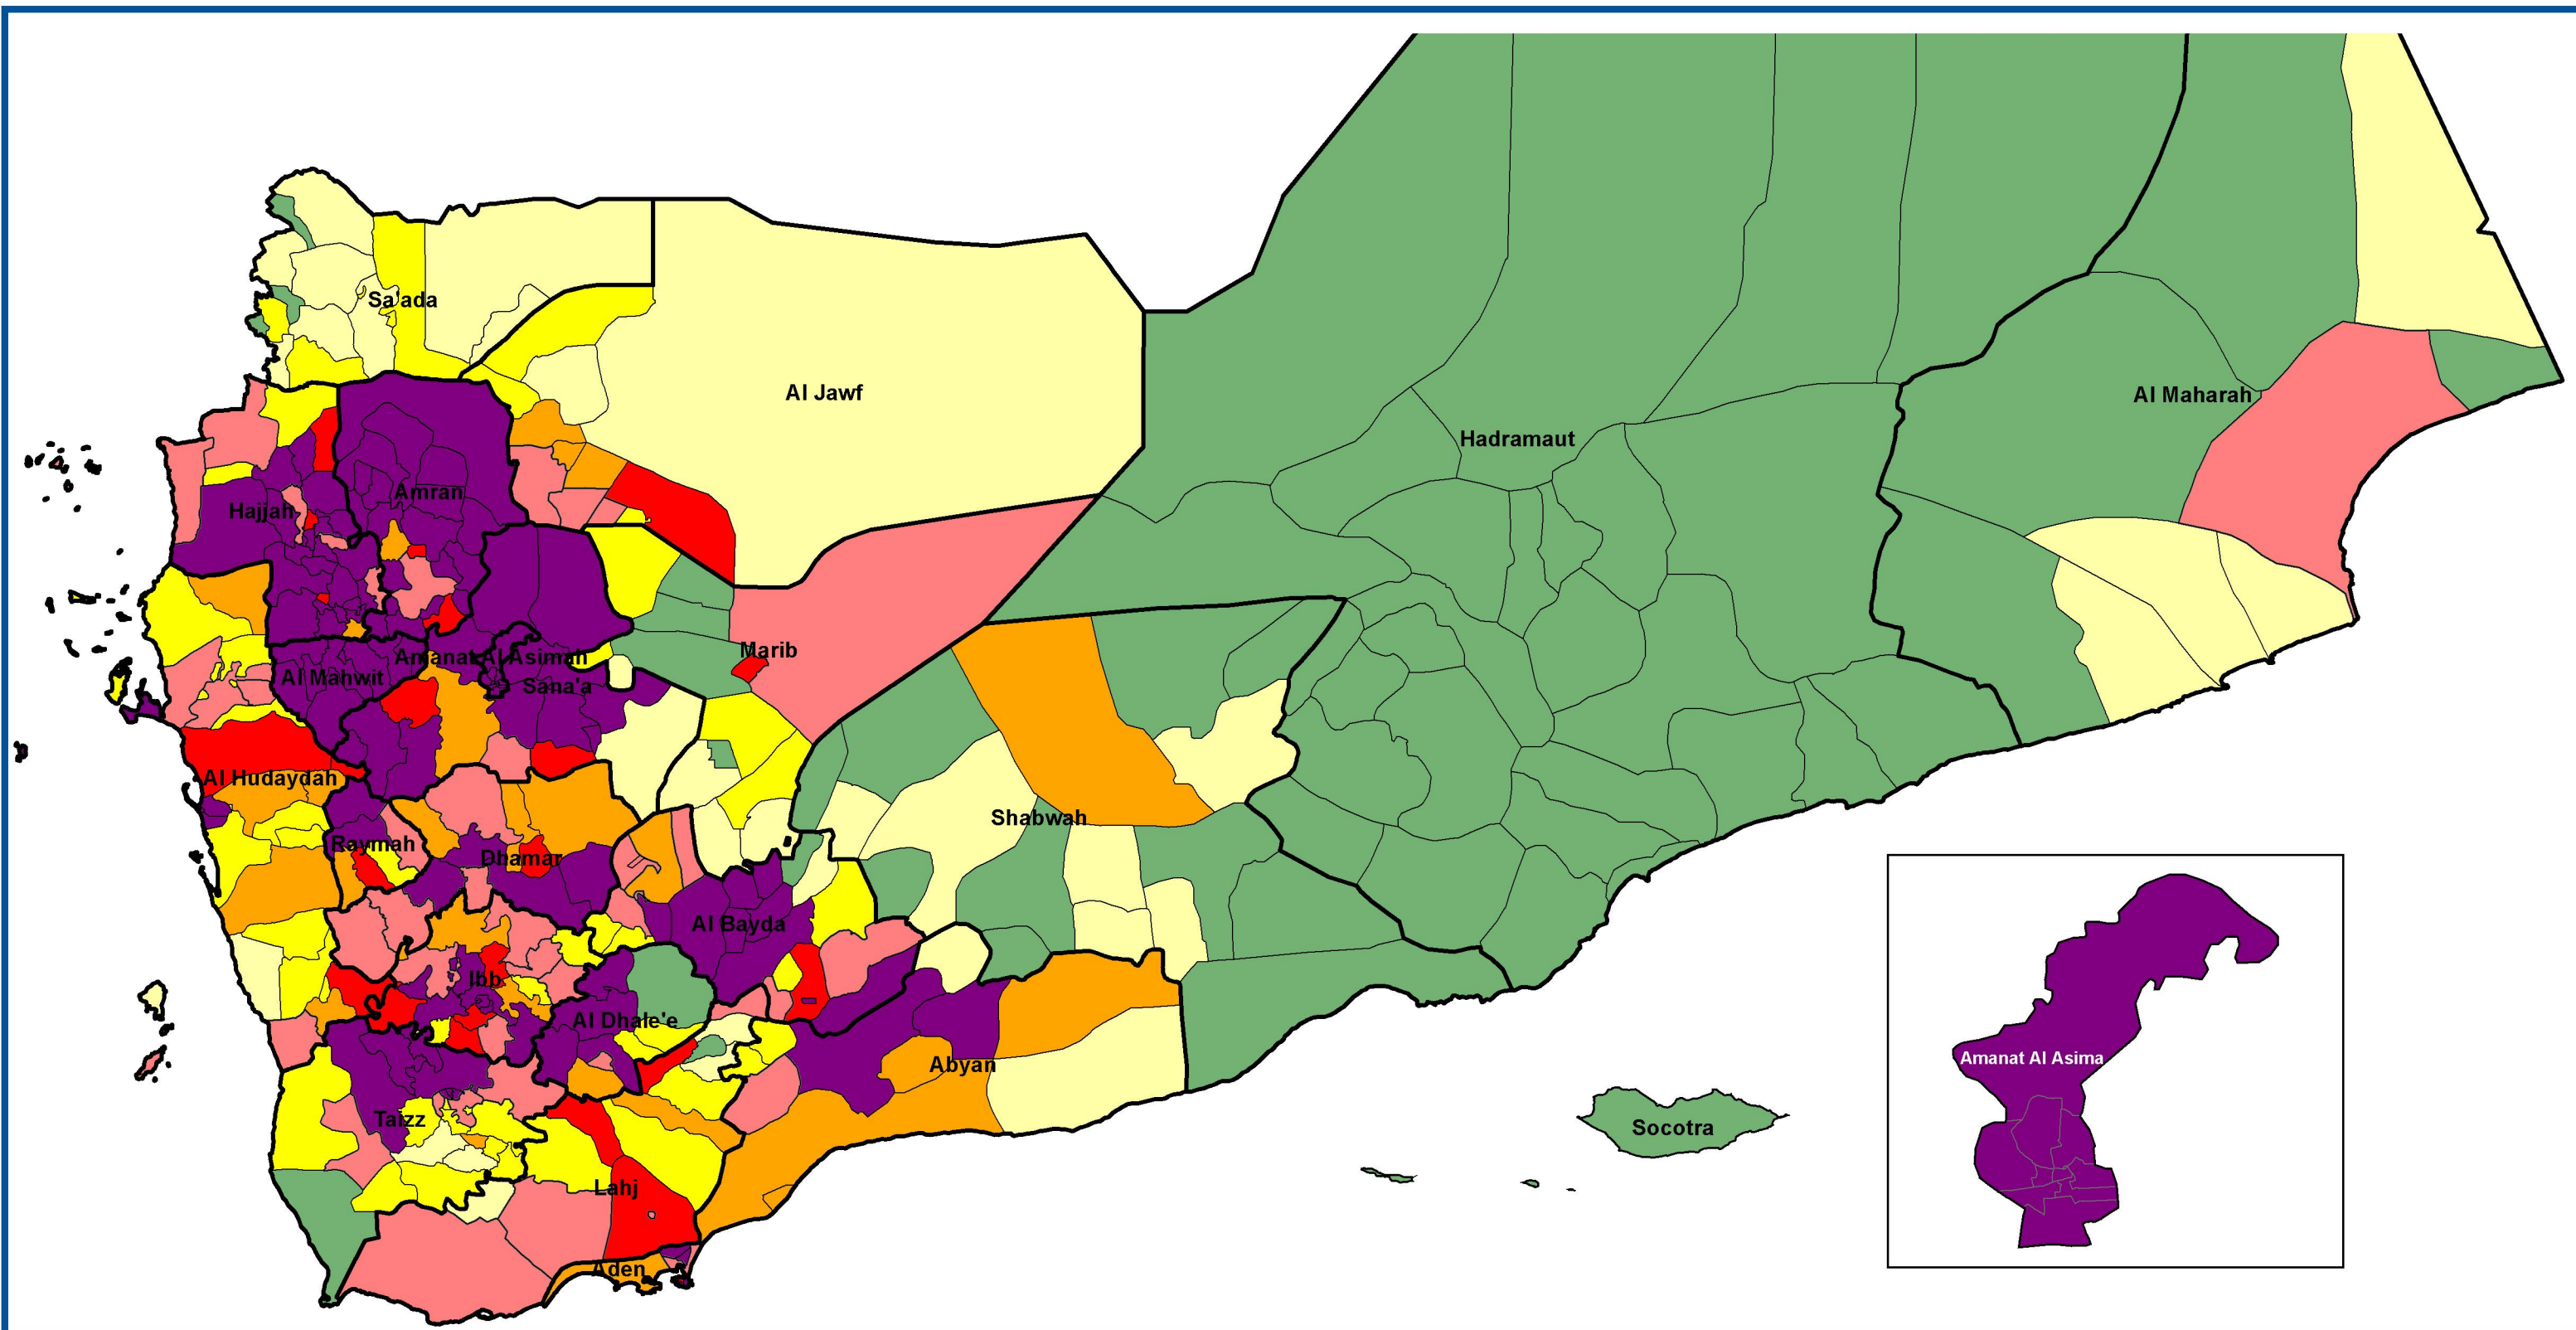 Sa'ada
Al Jawf
Al Maharah
Hadramaut
Amran
Hajjah
Marib
Amanat Al Asimah
Al Mahwit
Sana'a
Al Hudaydah
Shabwah
Raymah
Dhamar
Al Bayda
Ibb
Al Dhale'e
Abyan
Amanat Al Asima
Taizz
Socotra
Lahj
Aden